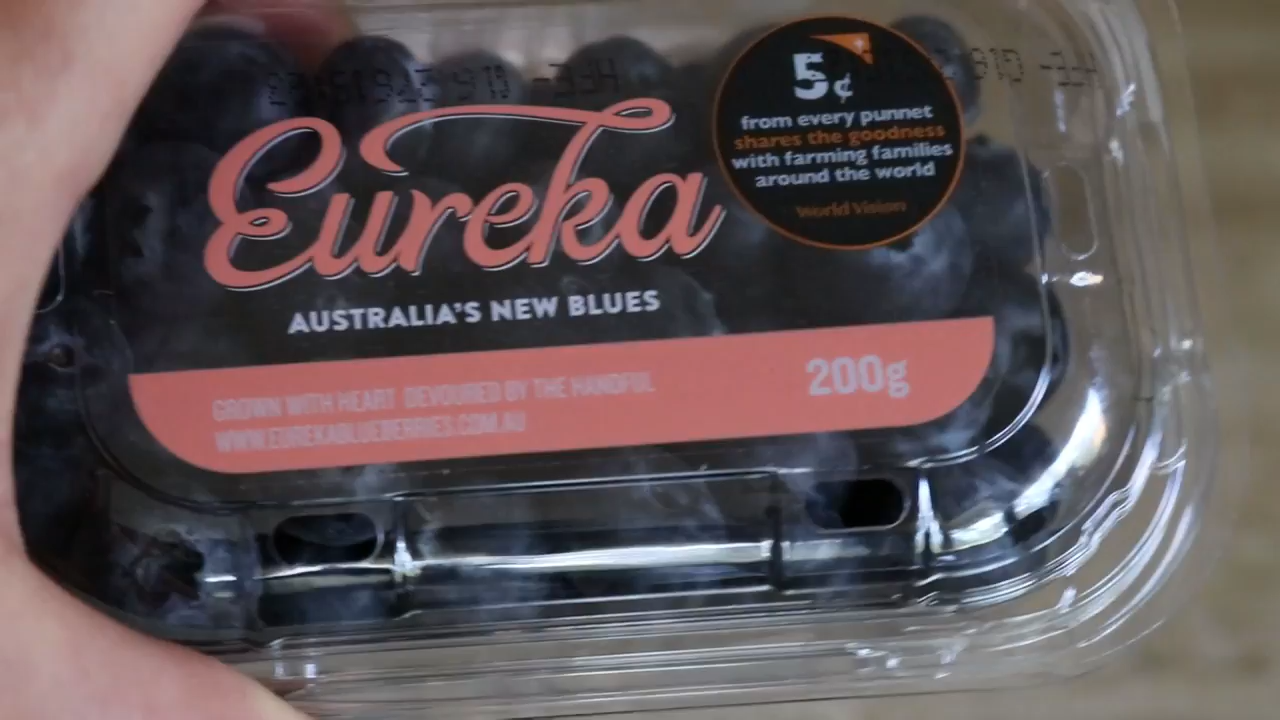 5¢
from every punnet
shares the goodness
with farming families
around the world
World Vision
Eureka
AUSTRALIA'S NEW BLUES
GROWN WITH HEART DEVOURED BY THE HANDFUL
200g
WWW.EUREKABLUEBERRIES.COM.AU